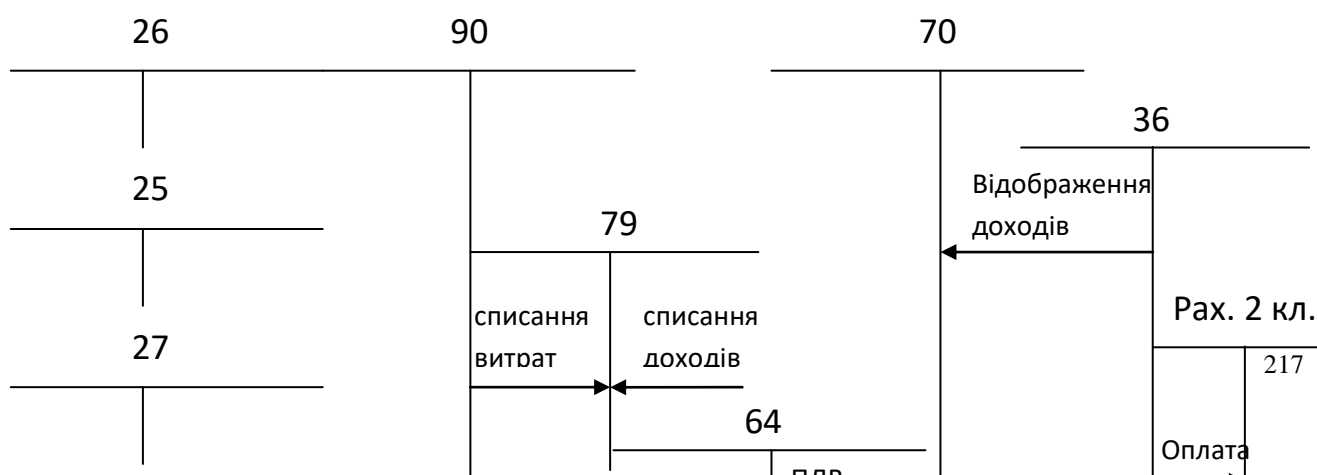 26
90
70
36
25
Відображення
доходів
79
Рах. 2 кл.
списання
витрат
списання
доходів
27
217
64
Оплата
ПДВ